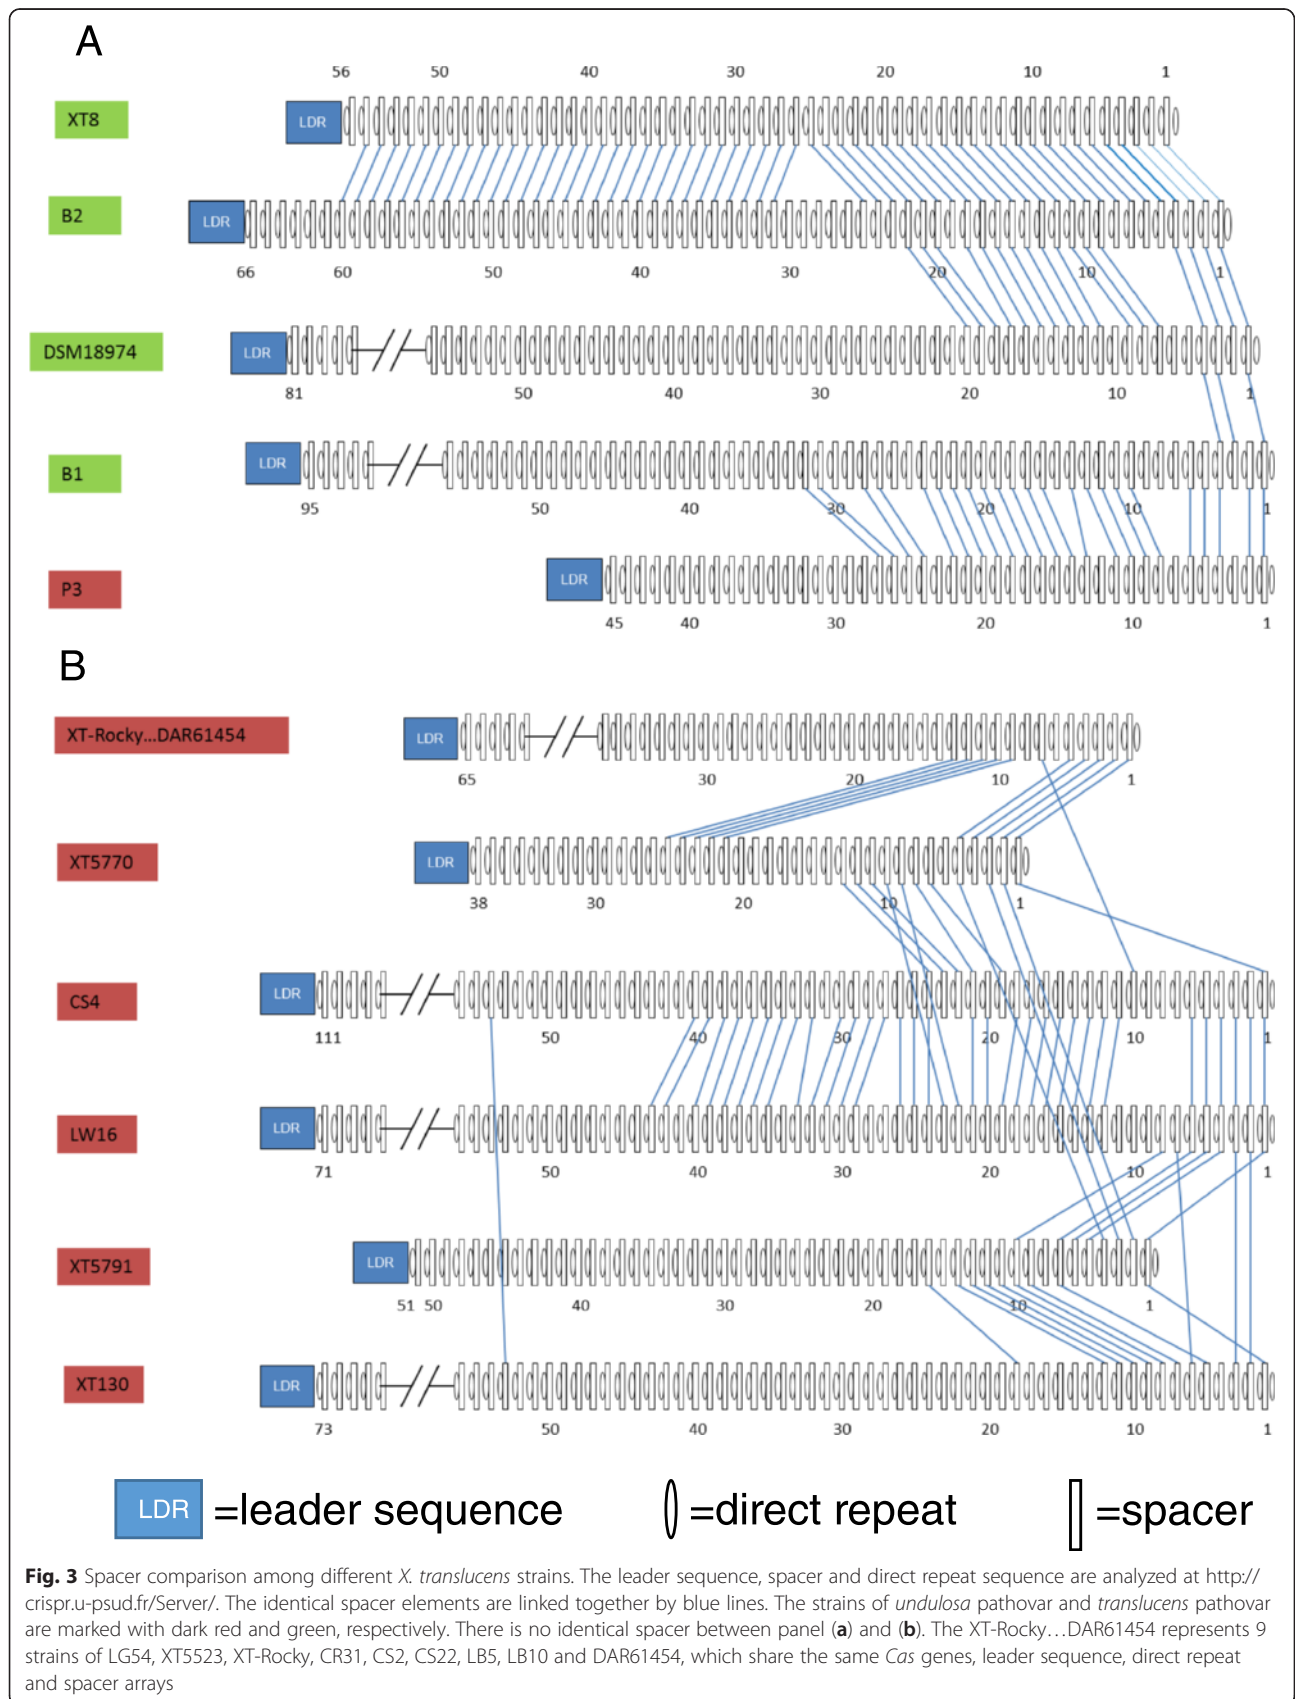 A
56 50 40 30 20 10 1
XT8 LDR
B2 LDR
66 60 50 40 30 20 10 1
DSM18974 LDR
81 50 40 30 20 10 1
B1 LDR
95 50 40 30 20 10 1
P3 LDR
45 40 30 20 10 1
B
XT-Rocky...DAR61454 LDR
65 30 20 10 1
XT5770 LDR
38 30 20 10 1
CS4 LDR
111 50 40 30 20 10 1
LW16 LDR
71 50 40 30 20 10 1
XT5791 LDR
51 50 40 30 20 10 1
XT130 LDR
73 50 40 30 20 10 1
LDR =leader sequence =direct repeat =spacer
Fig. 3 Spacer comparison among different X. translucens strains. The leader sequence, spacer and direct repeat sequence are analyzed at http://
crispr.u-psud.fr/Server/. The identical spacer elements are linked together by blue lines. The strains of undulosa pathovar and translucens pathovar
are marked with dark red and green, respectively. There is no identical spacer between panel (a) and (b). The XT-Rocky…DAR61454 represents 9
strains of LG54, XT5523, XT-Rocky, CR31, CS2, CS22, LB5, LB10 and DAR61454, which share the same Cas genes, leader sequence, direct repeat
and spacer arrays